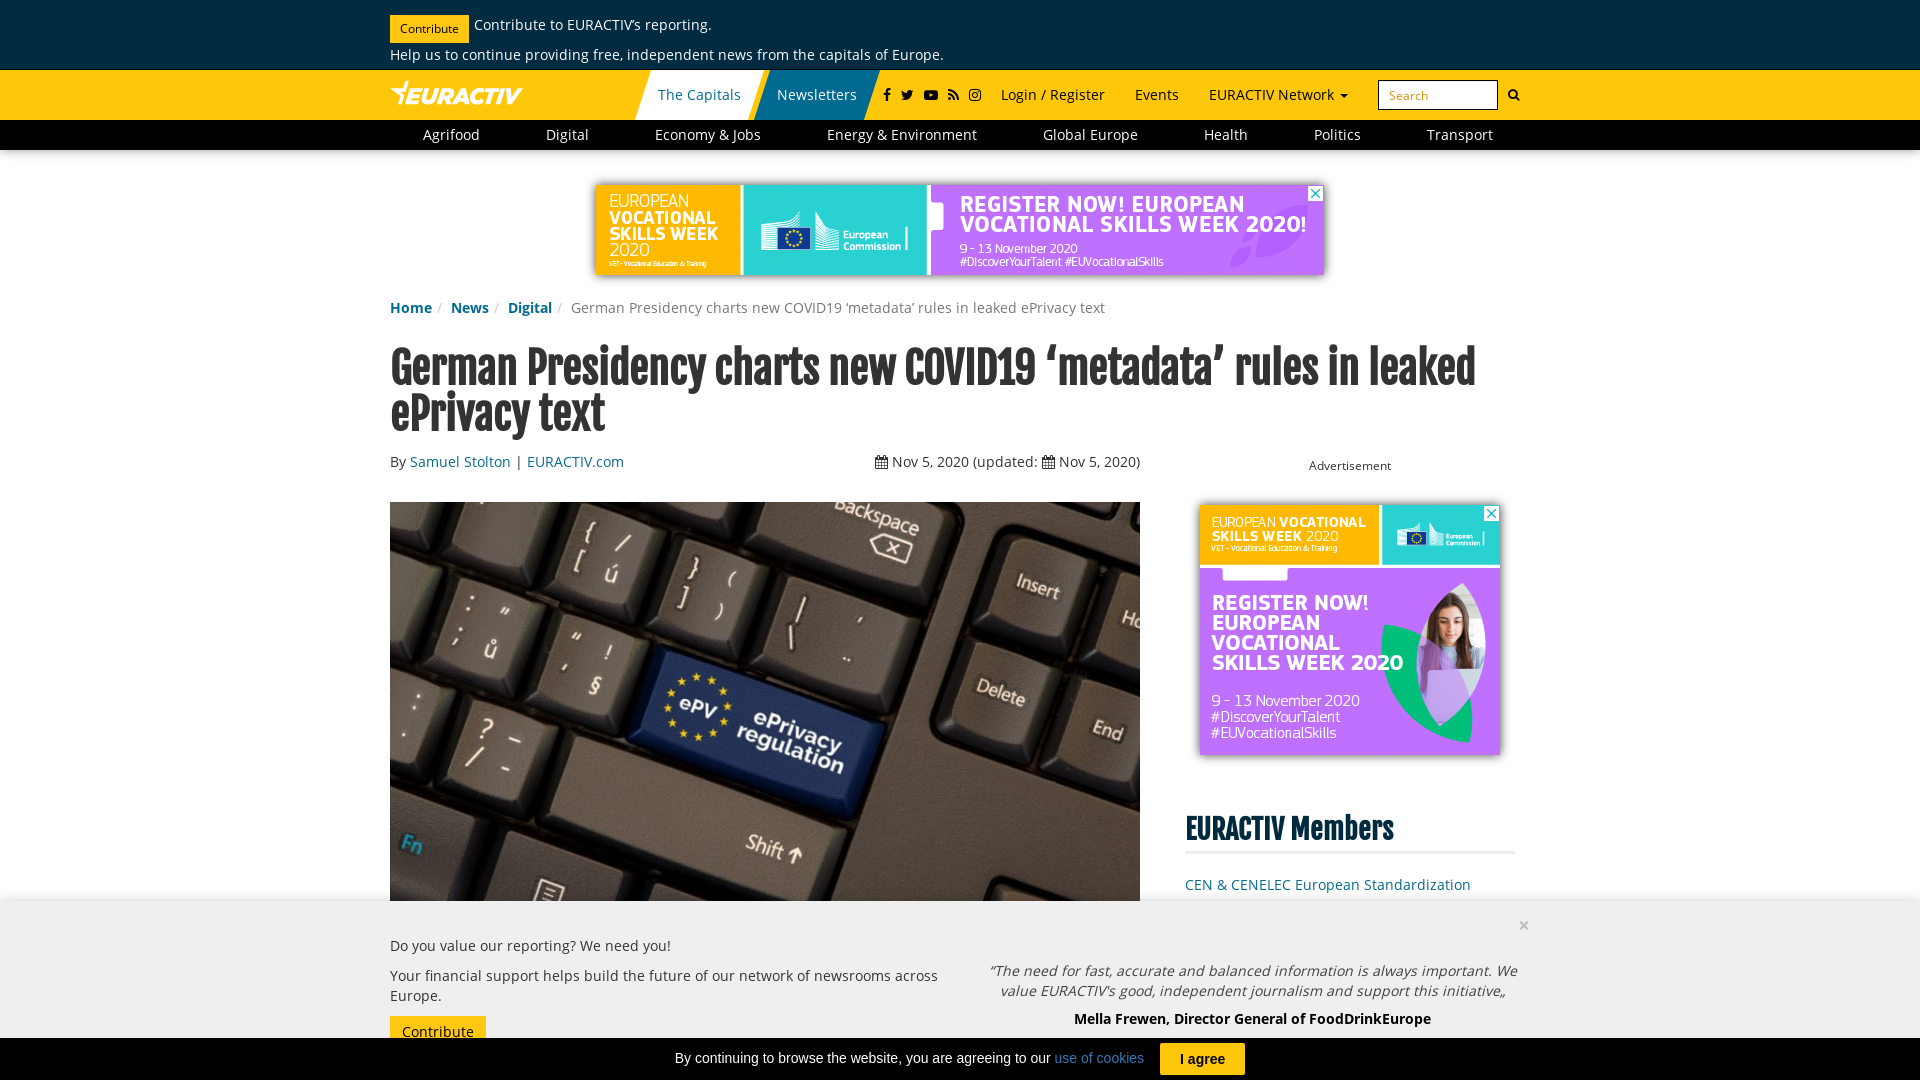 Contribute Contribute to EURACTIV's reporting.
Help us to continue providing free, independent news from the capitals of Europe.
EURACTIV
The Capitals
Newsletters
Login / Register
Events
EURACTIV Network
Search
Agrifood
Digital
Economy & Jobs
Energy & Environment
Global Europe
Health
Politics
Transport
EUROPEAN
VOCATIONAL
SKILLS WEEK
2020
VET - Vocational Education & Training
European
Commission
REGISTER NOW! EUROPEAN
VOCATIONAL SKILLS WEEK 2020!
9 - 13 November 2020
#DiscoverYourTalent #EUVocationalSkills
Home / News / Digital / German Presidency charts new COVID19 ‘metadata’ rules in leaked ePrivacy text
German Presidency charts new COVID19 ‘metadata’ rules in leaked
ePrivacy text
By Samuel Stolton | EURACTIV.com
Nov 5, 2020 (updated: Nov 5, 2020)
Advertisement
Backspace
{ /
[ ú
} (
] )
Insert
Ho
: "
; ů
" !
' §
|
\ ..
Delete
End
ePV
ePrivacy
regulation
? _
/ -
Shift
Fn
EUROPEAN VOCATIONAL
SKILLS WEEK 2020
VET - Vocational Education & Training
European
Commission
REGISTER NOW!
EUROPEAN
VOCATIONAL
SKILLS WEEK 2020
9 - 13 November 2020
#DiscoverYourTalent
#EUVocationalSkills
EURACTIV Members
CEN & CENELEC European Standardization
×
Do you value our reporting? We need you!
Your financial support helps build the future of our network of newsrooms across
Europe.
Contribute
“The need for fast, accurate and balanced information is always important. We
value EURACTIV's good, independent journalism and support this initiative„
Mella Frewen, Director General of FoodDrinkEurope
By continuing to browse the website, you are agreeing to our use of cookies
I agree